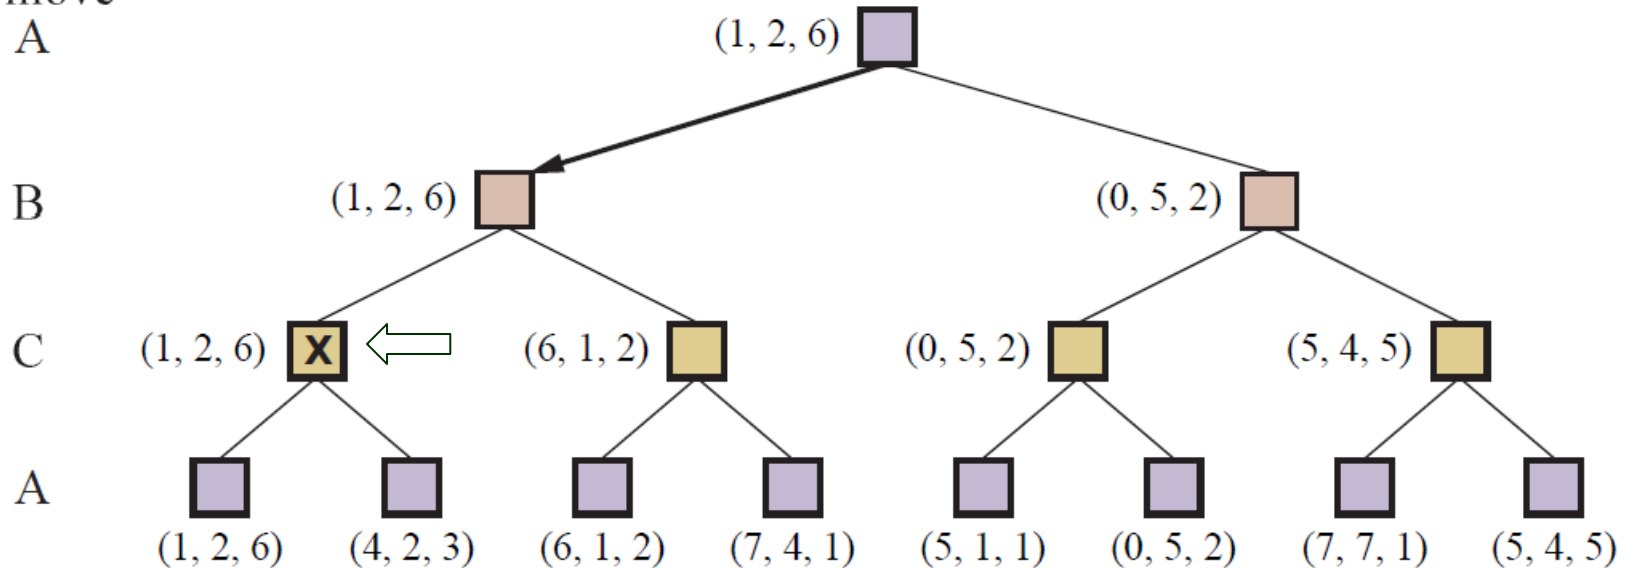 move
A (1, 2, 6)
B (1, 2, 6) (0, 5, 2)
C (1, 2, 6) X (6, 1, 2) (0, 5, 2) (5, 4, 5)
A
(1, 2, 6) (4, 2, 3) (6, 1, 2) (7, 4, 1) (5, 1, 1) (0, 5, 2) (7, 7, 1) (5, 4, 5)